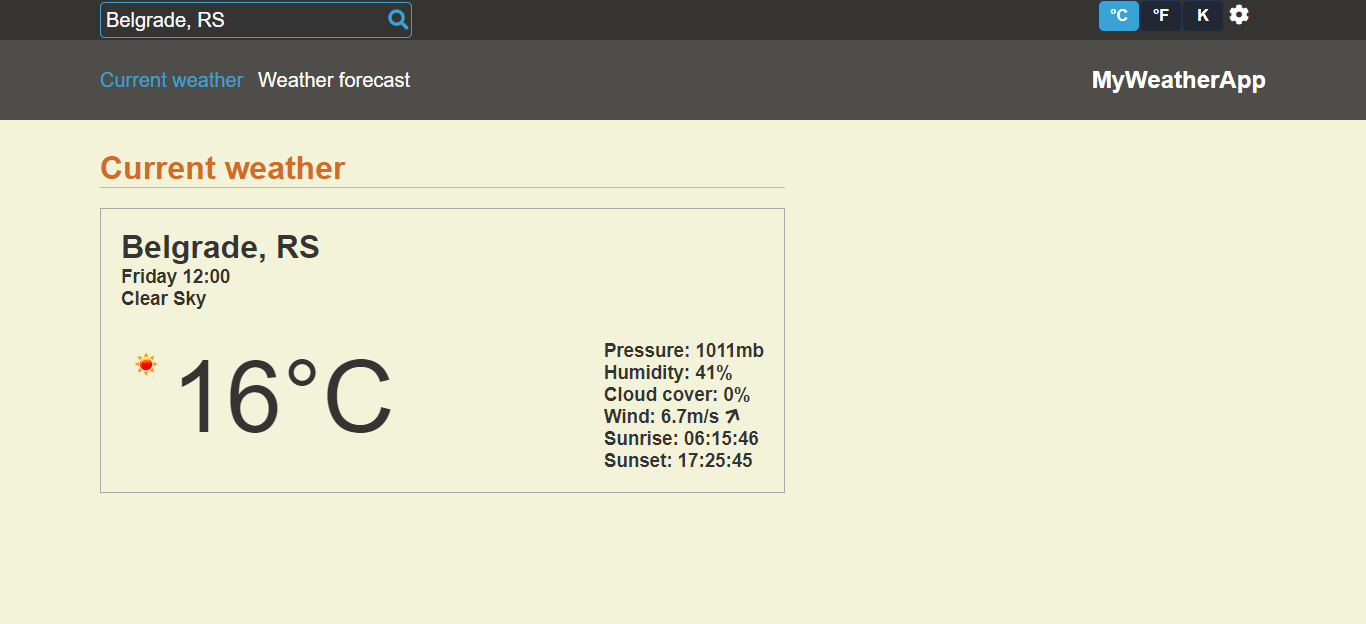 Belgrade, RS
°C °F K
Current weather Weather forecast
MyWeatherApp
Current weather
Belgrade, RS
Friday 12:00
Clear Sky
16°C
Pressure: 1011mb
Humidity: 41%
Cloud cover: 0%
Wind: 6.7m/s
Sunrise: 06:15:46
Sunset: 17:25:45